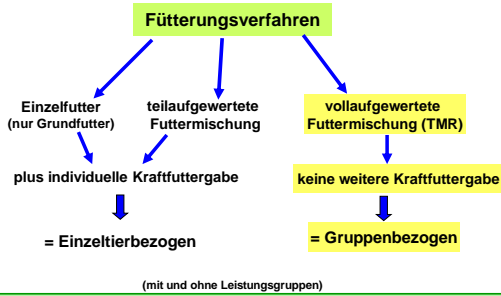 Fütterungsverfahren
Einzelfutter
(nur Grundfutter)
teilaufgewertete
Futtermischung
vollaufgewertete
Futtermischung (TMR)
plus individuelle Kraftfuttergabe
keine weitere Kraftfuttergabe
= Einzeltierbezogen
= Gruppenbezogen
(mit und ohne Leistungsgruppen)